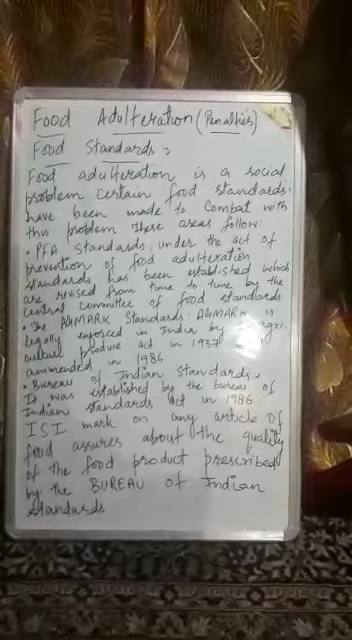 Food Adulteration (Penalties)
Food Standards :
Food adulteration is a social
problem certain food standards.
have been made to Combat with
this problem These areas follow:
• PFA Standards. under the act of
prevention of food adulteration
standards has been established which
are revised from time to time by the
central committee of food standards
• The AGMARK Standards: AGMARK is
legally enforced in India by agri-
culture produce act in 1937
ammended in 1986
• Bureau of Indian Standards.
It was established by the bureau of
Indian standards act in 1986
ISI mark on any article of
food assures about the quality
of the food product prescribed
by the BUREAU of Indian
Standards